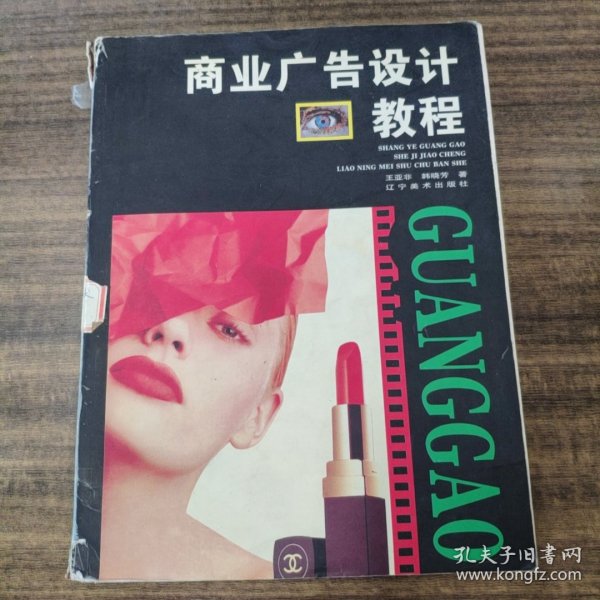 商业广告设计
教程
SHANG YE GUANG GAO
SHE JI JIAO CHENG
LIAO NING MEI SHU CHU BAN SHE
王亚非 韩晓芳 著
辽宁美术出版社
GUANGGAO
孔夫子旧书网
www.kongfz.com